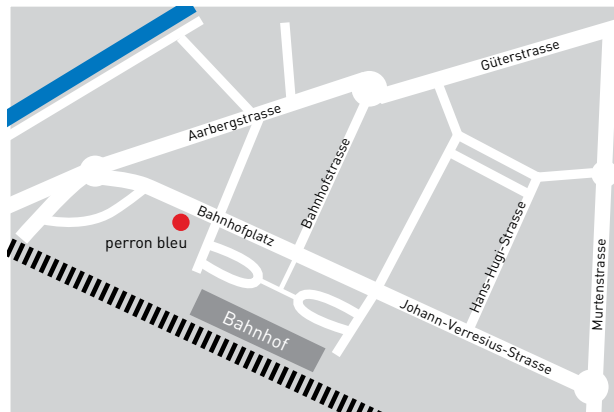 Güterstrasse
Aarbergstrasse
Bahnhofstrasse
Bahnhofplatz
perron bleu
Hans-Hugi-Strasse
Murtenstrasse
Bahnhof
Johann-Verresius-Strasse